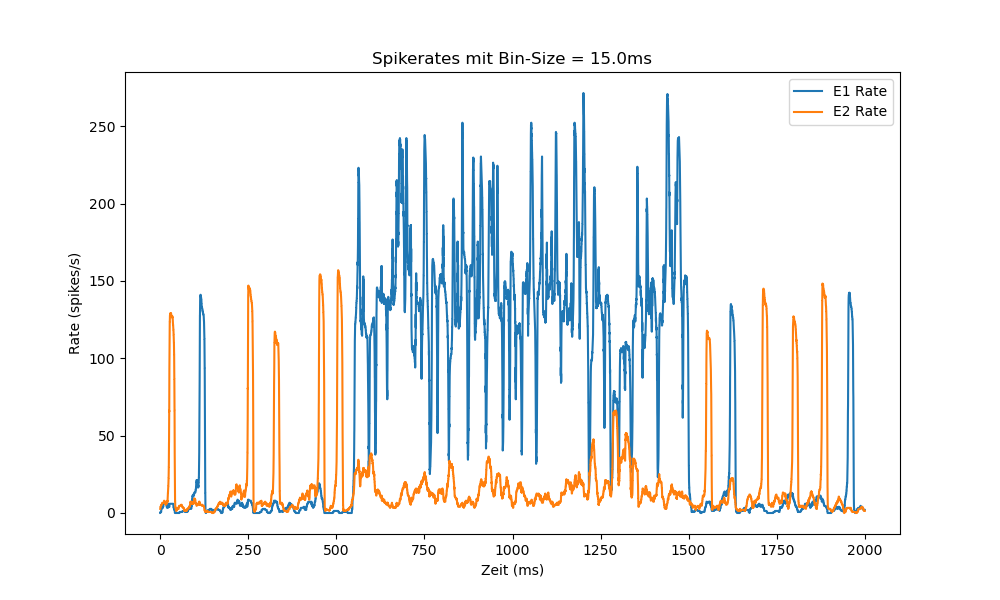 Spikerates mit Bin-Size = 15.0ms
E1 Rate
E2 Rate
Rate (spikes/s)
250
200
150
100
50
0
0 250 500 750 1000 1250 1500 1750 2000
Zeit (ms)